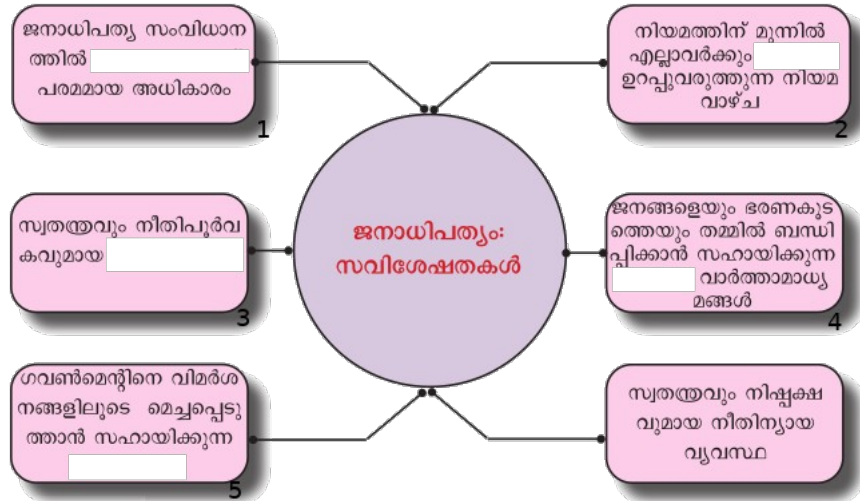 ജനാധിപത്യ സംവിധാന
ത്തിൽ
പരമമായ അധികാരം
1
നിയമത്തിന് മുന്നിൽ
എല്ലാവർക്കും
ഉറപ്പുവരുത്തുന്ന നിയമ
വാഴ്ച
2
ജനാധിപത്യം:
സവിശേഷതകൾ
സ്വതന്ത്രവും നീതിപൂർവ
കവുമായ
3
ജനങ്ങളെയും ഭരണകൂട
ത്തെയും തമ്മിൽ ബന്ധി
പ്പിക്കാൻ സഹായിക്കുന്ന
വാർത്താമാധ്യ
മങ്ങൾ
4
ഗവൺമെന്റിനെ വിമർശ
നങ്ങളിലൂടെ മെച്ചപ്പെടു
ത്താൻ സഹായിക്കുന്ന
5
സ്വതന്ത്രവും നിഷ്പക്ഷ
വുമായ നീതിന്യായ
വ്യവസ്ഥ